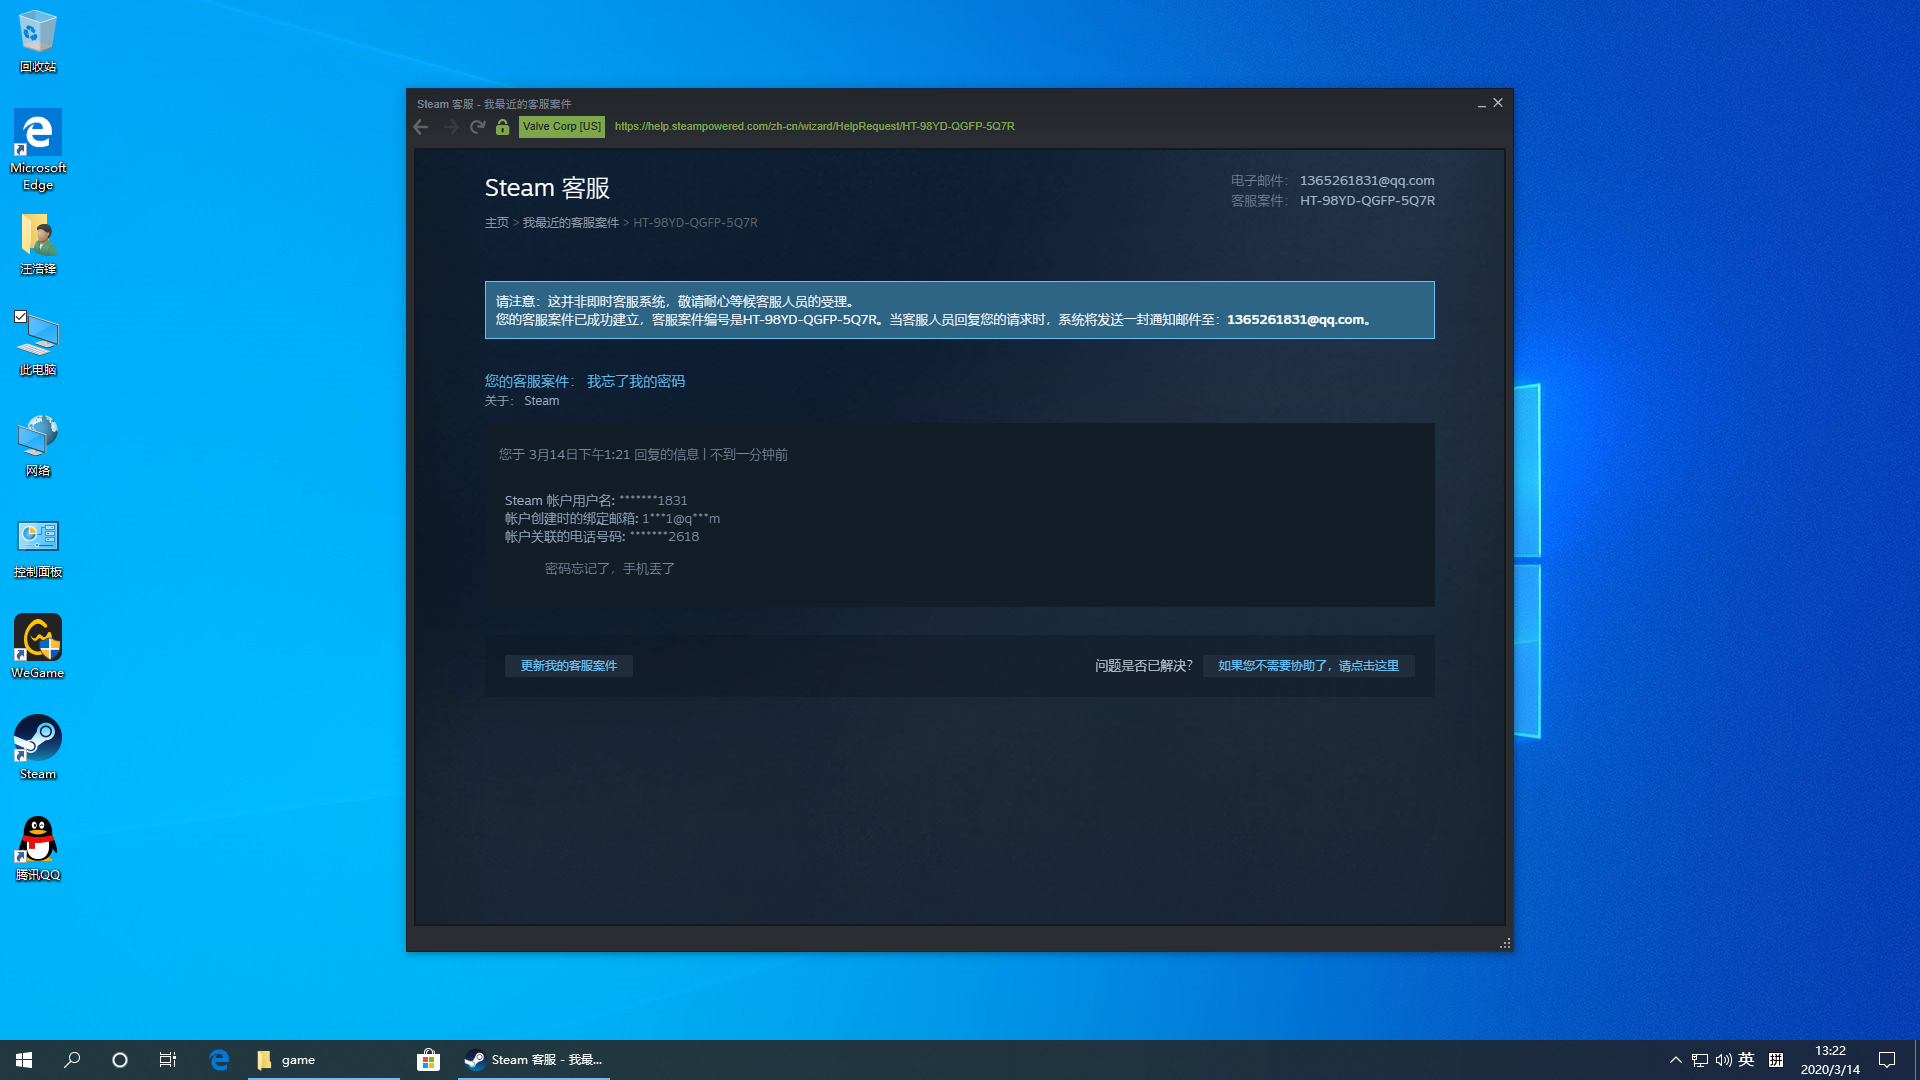 回收站
Microsoft
Edge
汪浩锋
此电脑
网络
控制面板
WeGame
Steam
腾讯QQ
Steam 客服 - 我最近的客服案件
Valve Corp [US] https://help.steampowered.com/zh-cn/wizard/HelpRequest/HT-98YD-QGFP-5Q7R
Steam 客服
电子邮件： 1365261831@qq.com
客服案件： HT-98YD-QGFP-5Q7R
主页 > 我最近的客服案件 > HT-98YD-QGFP-5Q7R
请注意：这并非即时客服系统，敬请耐心等候客服人员的受理。
您的客服案件已成功建立，客服案件编号是HT-98YD-QGFP-5Q7R。当客服人员回复您的请求时，系统将发送一封通知邮件至：1365261831@qq.com。
您的客服案件： 我忘了我的密码
关于： Steam
您于 3月14日下午1:21 回复的信息 | 不到一分钟前
Steam 帐户用户名: *******1831
帐户创建时的绑定邮箱: 1***1@q***m
帐户关联的电话号码: *******2618
密码忘记了，手机丢了
更新我的客服案件
问题是否已解决？ 如果您不需要协助了，请点击这里
game
Steam 客服 - 我最...
英
拼
13:22
2020/3/14